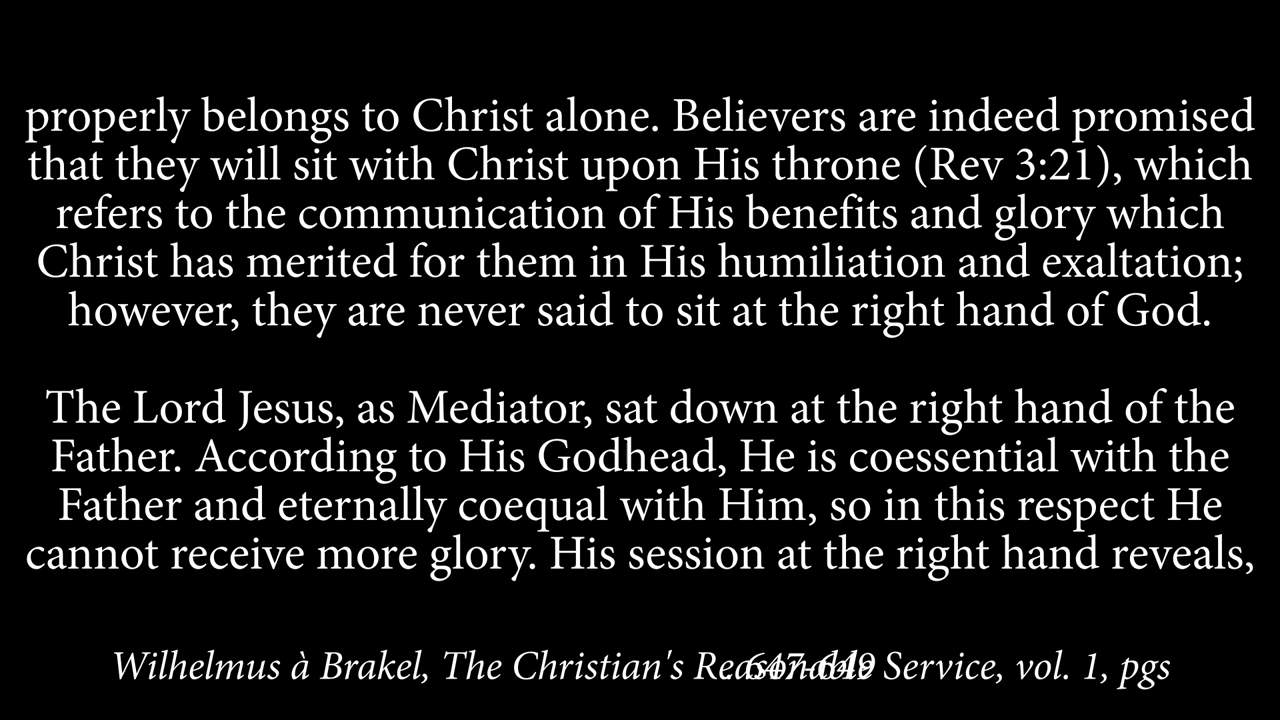 properly belongs to Christ alone. Believers are indeed promised
that they will sit with Christ upon His throne (Rev 3:21), which
refers to the communication of His benefits and glory which
Christ has merited for them in His humiliation and exaltation;
however, they are never said to sit at the right hand of God.
The Lord Jesus, as Mediator, sat down at the right hand of the
Father. According to His Godhead, He is coessential with the
Father and eternally coequal with Him, so in this respect He
cannot receive more glory. His session at the right hand reveals,
Wilhelmus à Brakel, The Christian's Reasonable Service, vol. 1, pgs
. 647-649